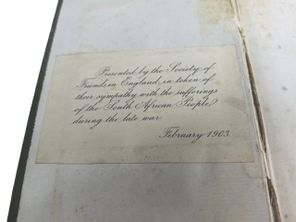 Presented by the Society of
Friends in England, in token of
their sympathy with the sufferings
of the South African People
during the late war.
February 1903.